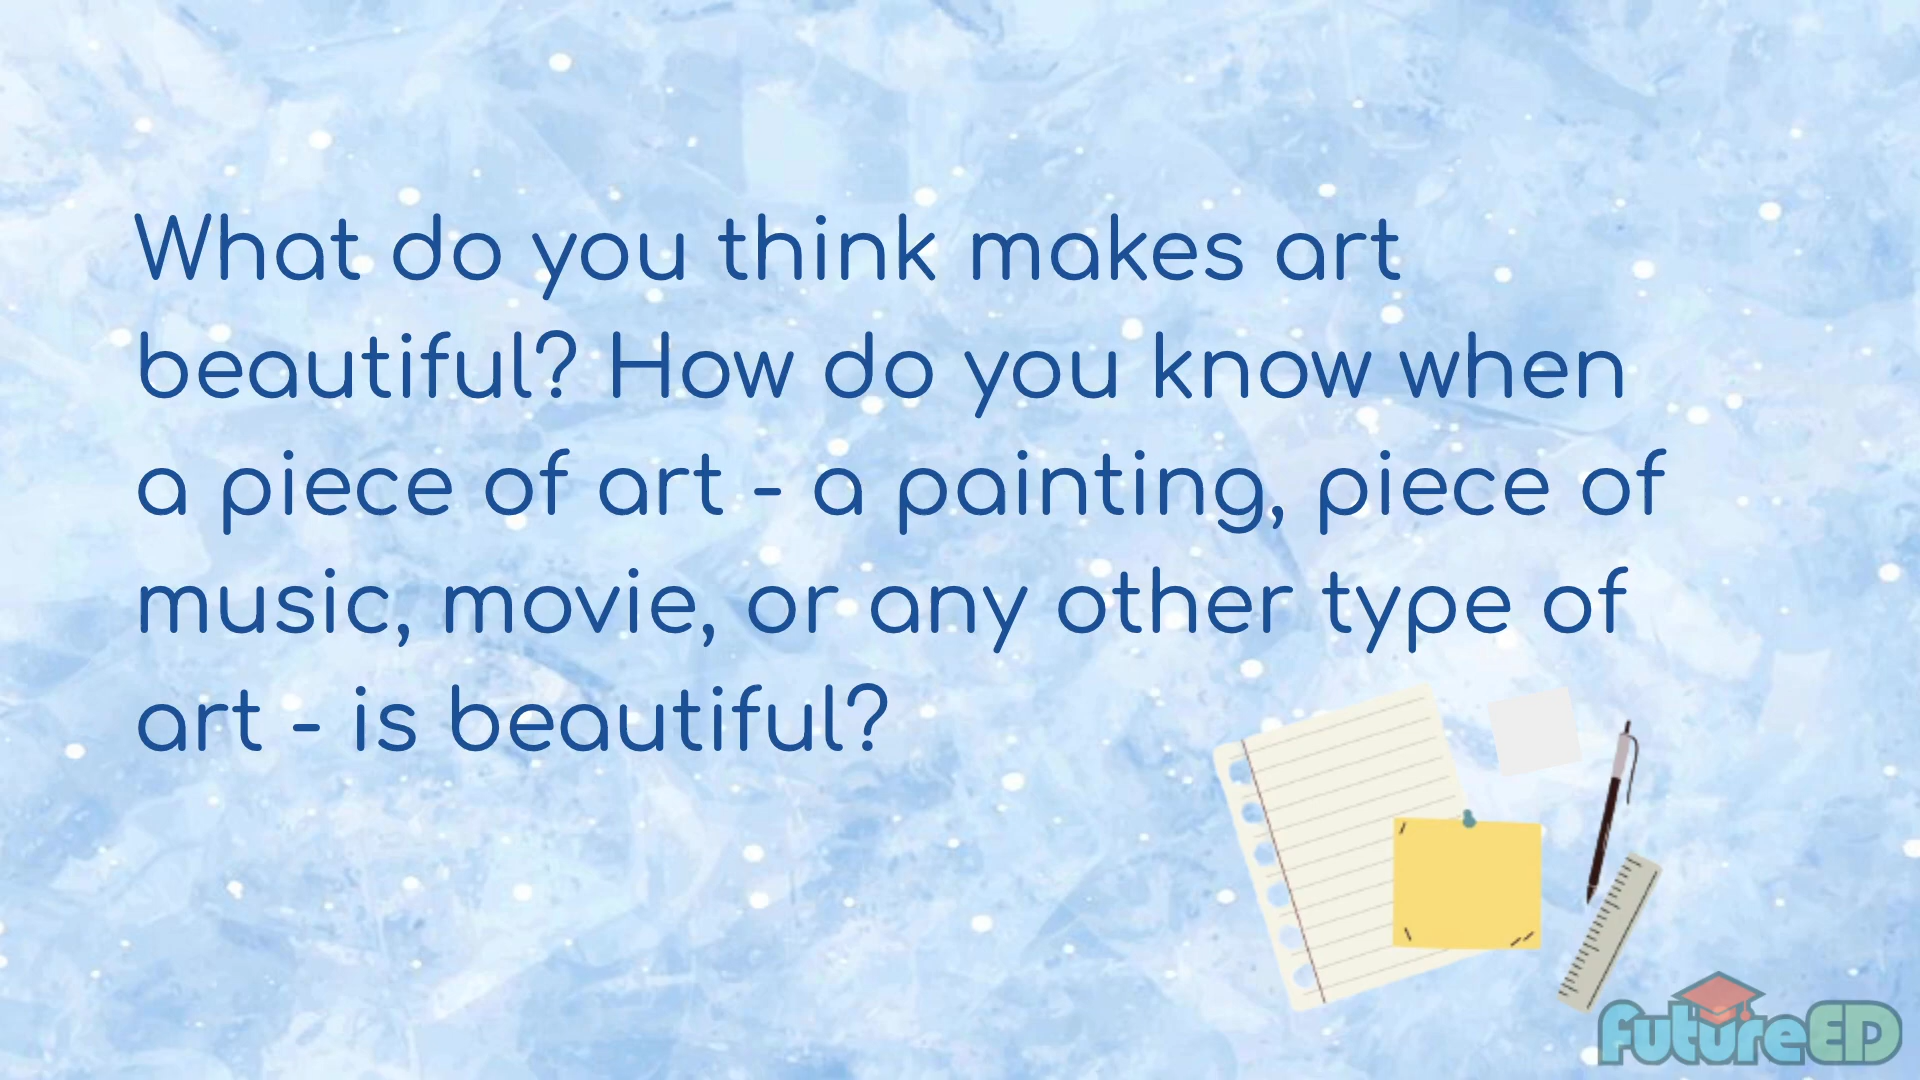 What do you think makes art
beautiful? How do you know when
a piece of art - a painting, piece of
music, movie, or any other type of
art - is beautiful?
futureED